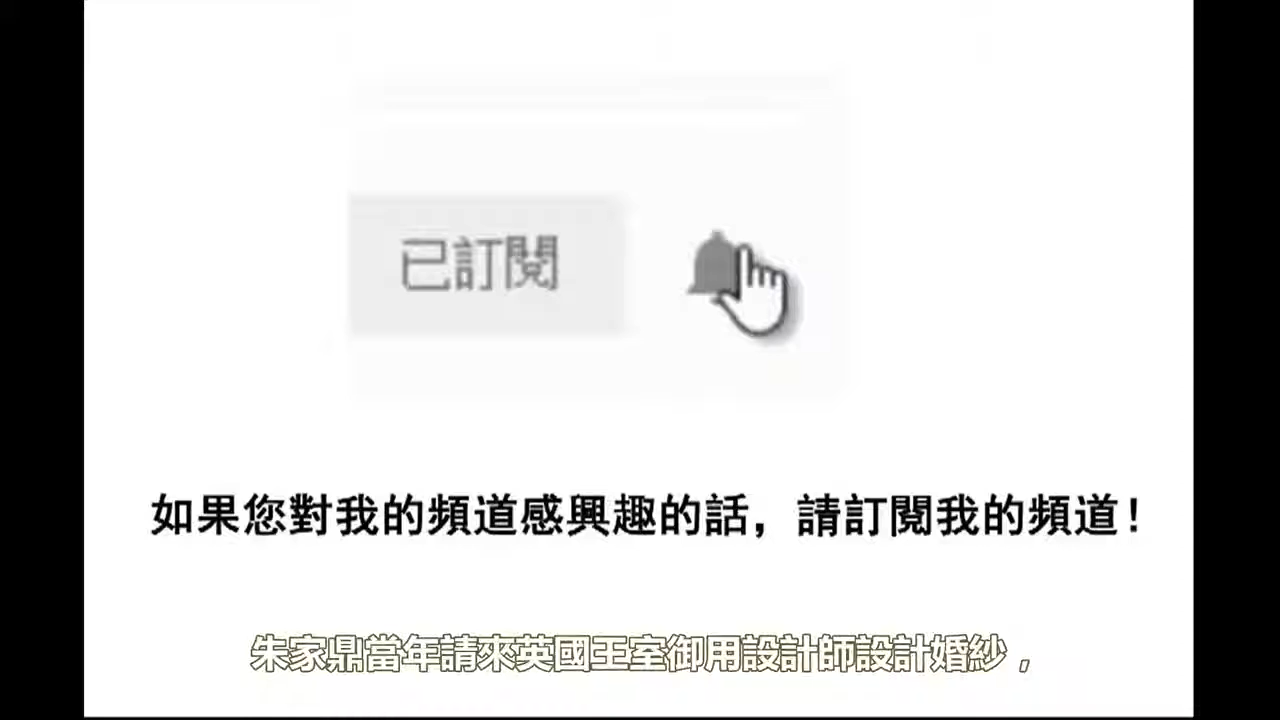 已訂閱
如果您對我的頻道感興趣的話，請訂閱我的頻道！
朱家鼎當年請來英國王室御用設計師設計婚紗，